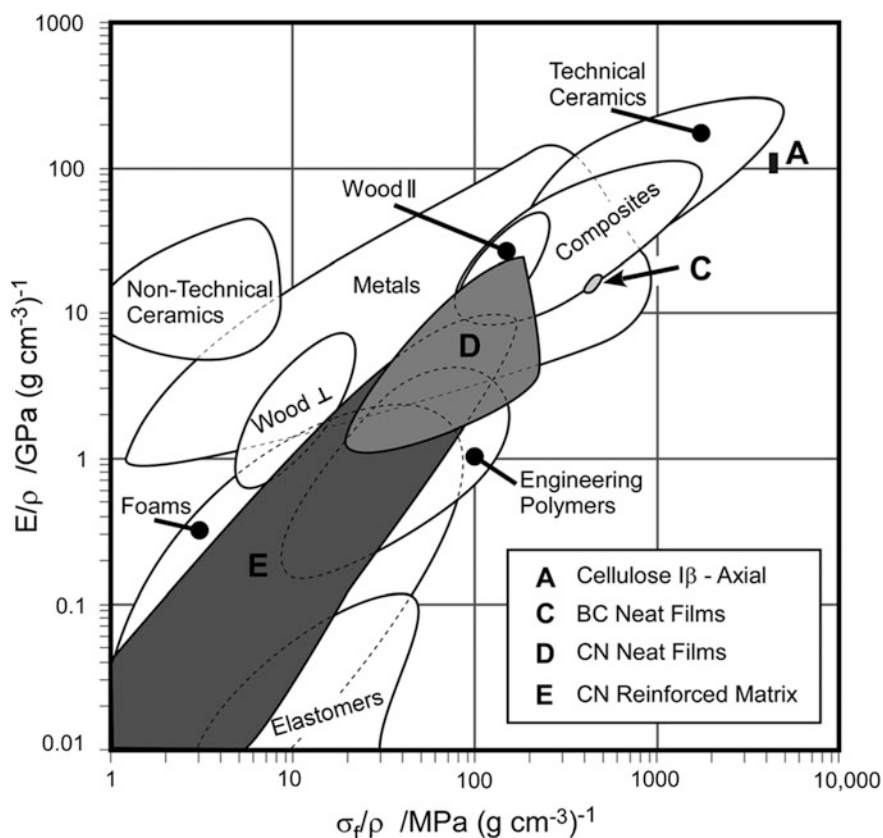 1000
100
10
1
0.1
0.01
E/ρ /GPa (g cm⁻³)⁻¹
Technical
Ceramics
A
Wood ||
Composites
C
Non-Technical
Ceramics
Metals
D
Wood ⊥
Engineering
Polymers
Foams
E
Elastomers
A Cellulose Iβ - Axial
C BC Neat Films
D CN Neat Films
E CN Reinforced Matrix
1 10 100 1000 10,000
σf/ρ /MPa (g cm⁻³)⁻¹